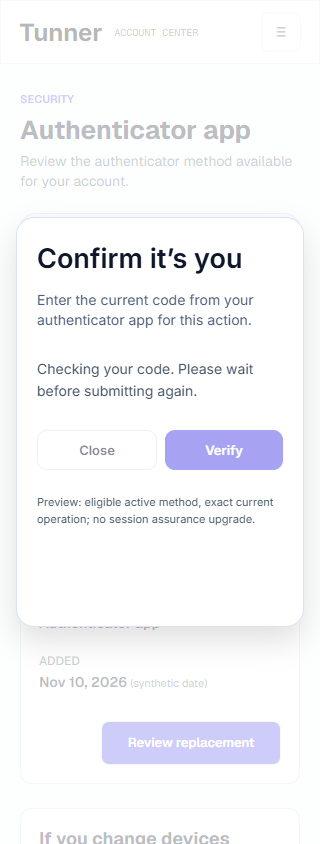 Tunner ACCOUNT CENTER
SECURITY
Authenticator app
Review the authenticator method available
for your account.
Confirm it’s you
Enter the current code from your
authenticator app for this action.
Checking your code. Please wait
before submitting again.
Close
Verify
Preview: eligible active method, exact current
operation; no session assurance upgrade.
Authenticator app
ADDED
Nov 10, 2026 (synthetic date)
Review replacement
If you change devices